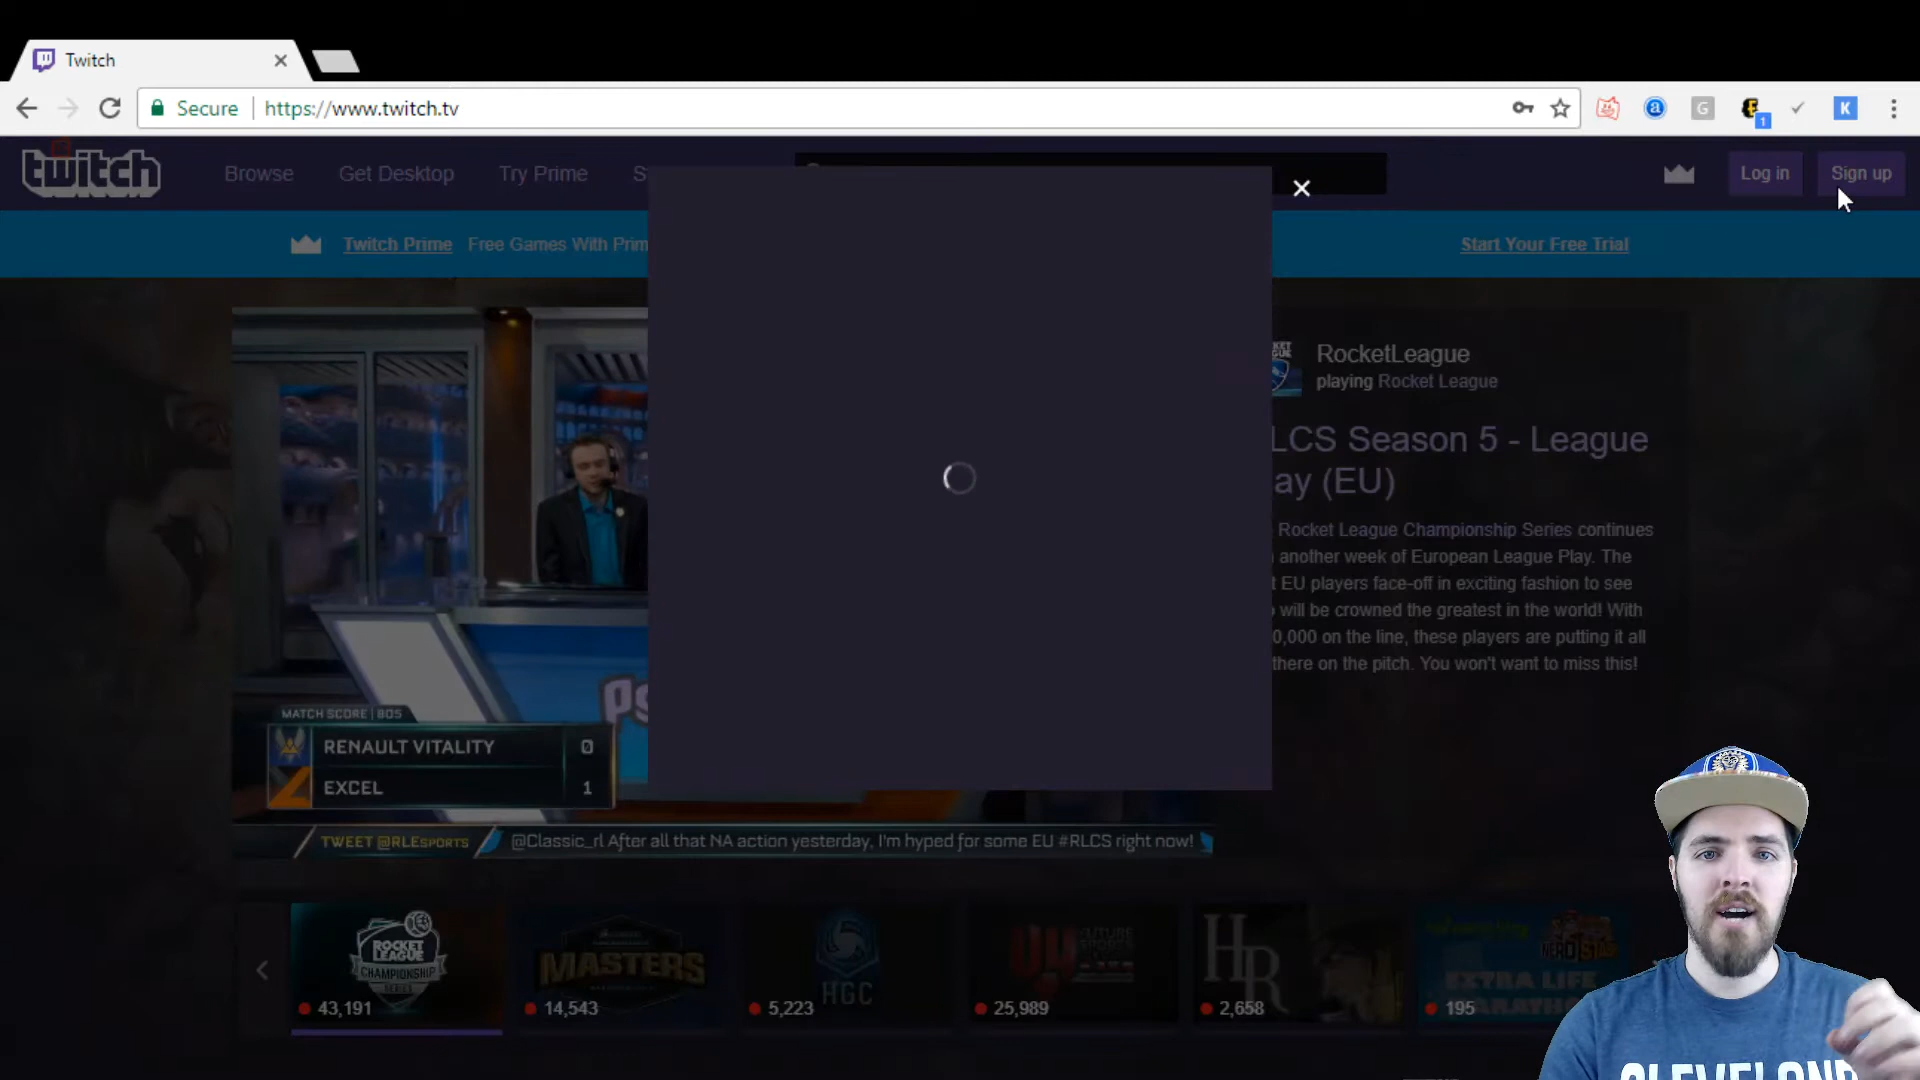 Twitch
Secure
https://www.twitch.tv
G
1
K
twitch
Browse
Get Desktop
Try Prime
Log in
Sign up
Twitch Prime
Free Games With Prim
Start Your Free Trial
RocketLeague
playing Rocket League
LCS Season 5 - League
ay (EU)
Rocket League Championship Series continues
another week of European League Play. The
EU players face-off in exciting fashion to see
will be crowned the greatest in the world! With
0,000 on the line, these players are putting it all
there on the pitch. You won't want to miss this!
MATCH SCORE | BO5
RENAULT VITALITY 0
EXCEL 1
TWEET @RLESPORTS
@Classic_rl After all that NA action yesterday, I'm hyped for some EU #RLCS right now!
ROCKET
LEAGUE
CHAMPIONSHIP
SERIES
43,191
MASTERS
14,543
HGC
5,223
25,989
HR
2,658
EXTRA LIFE
195
CLEVELAN